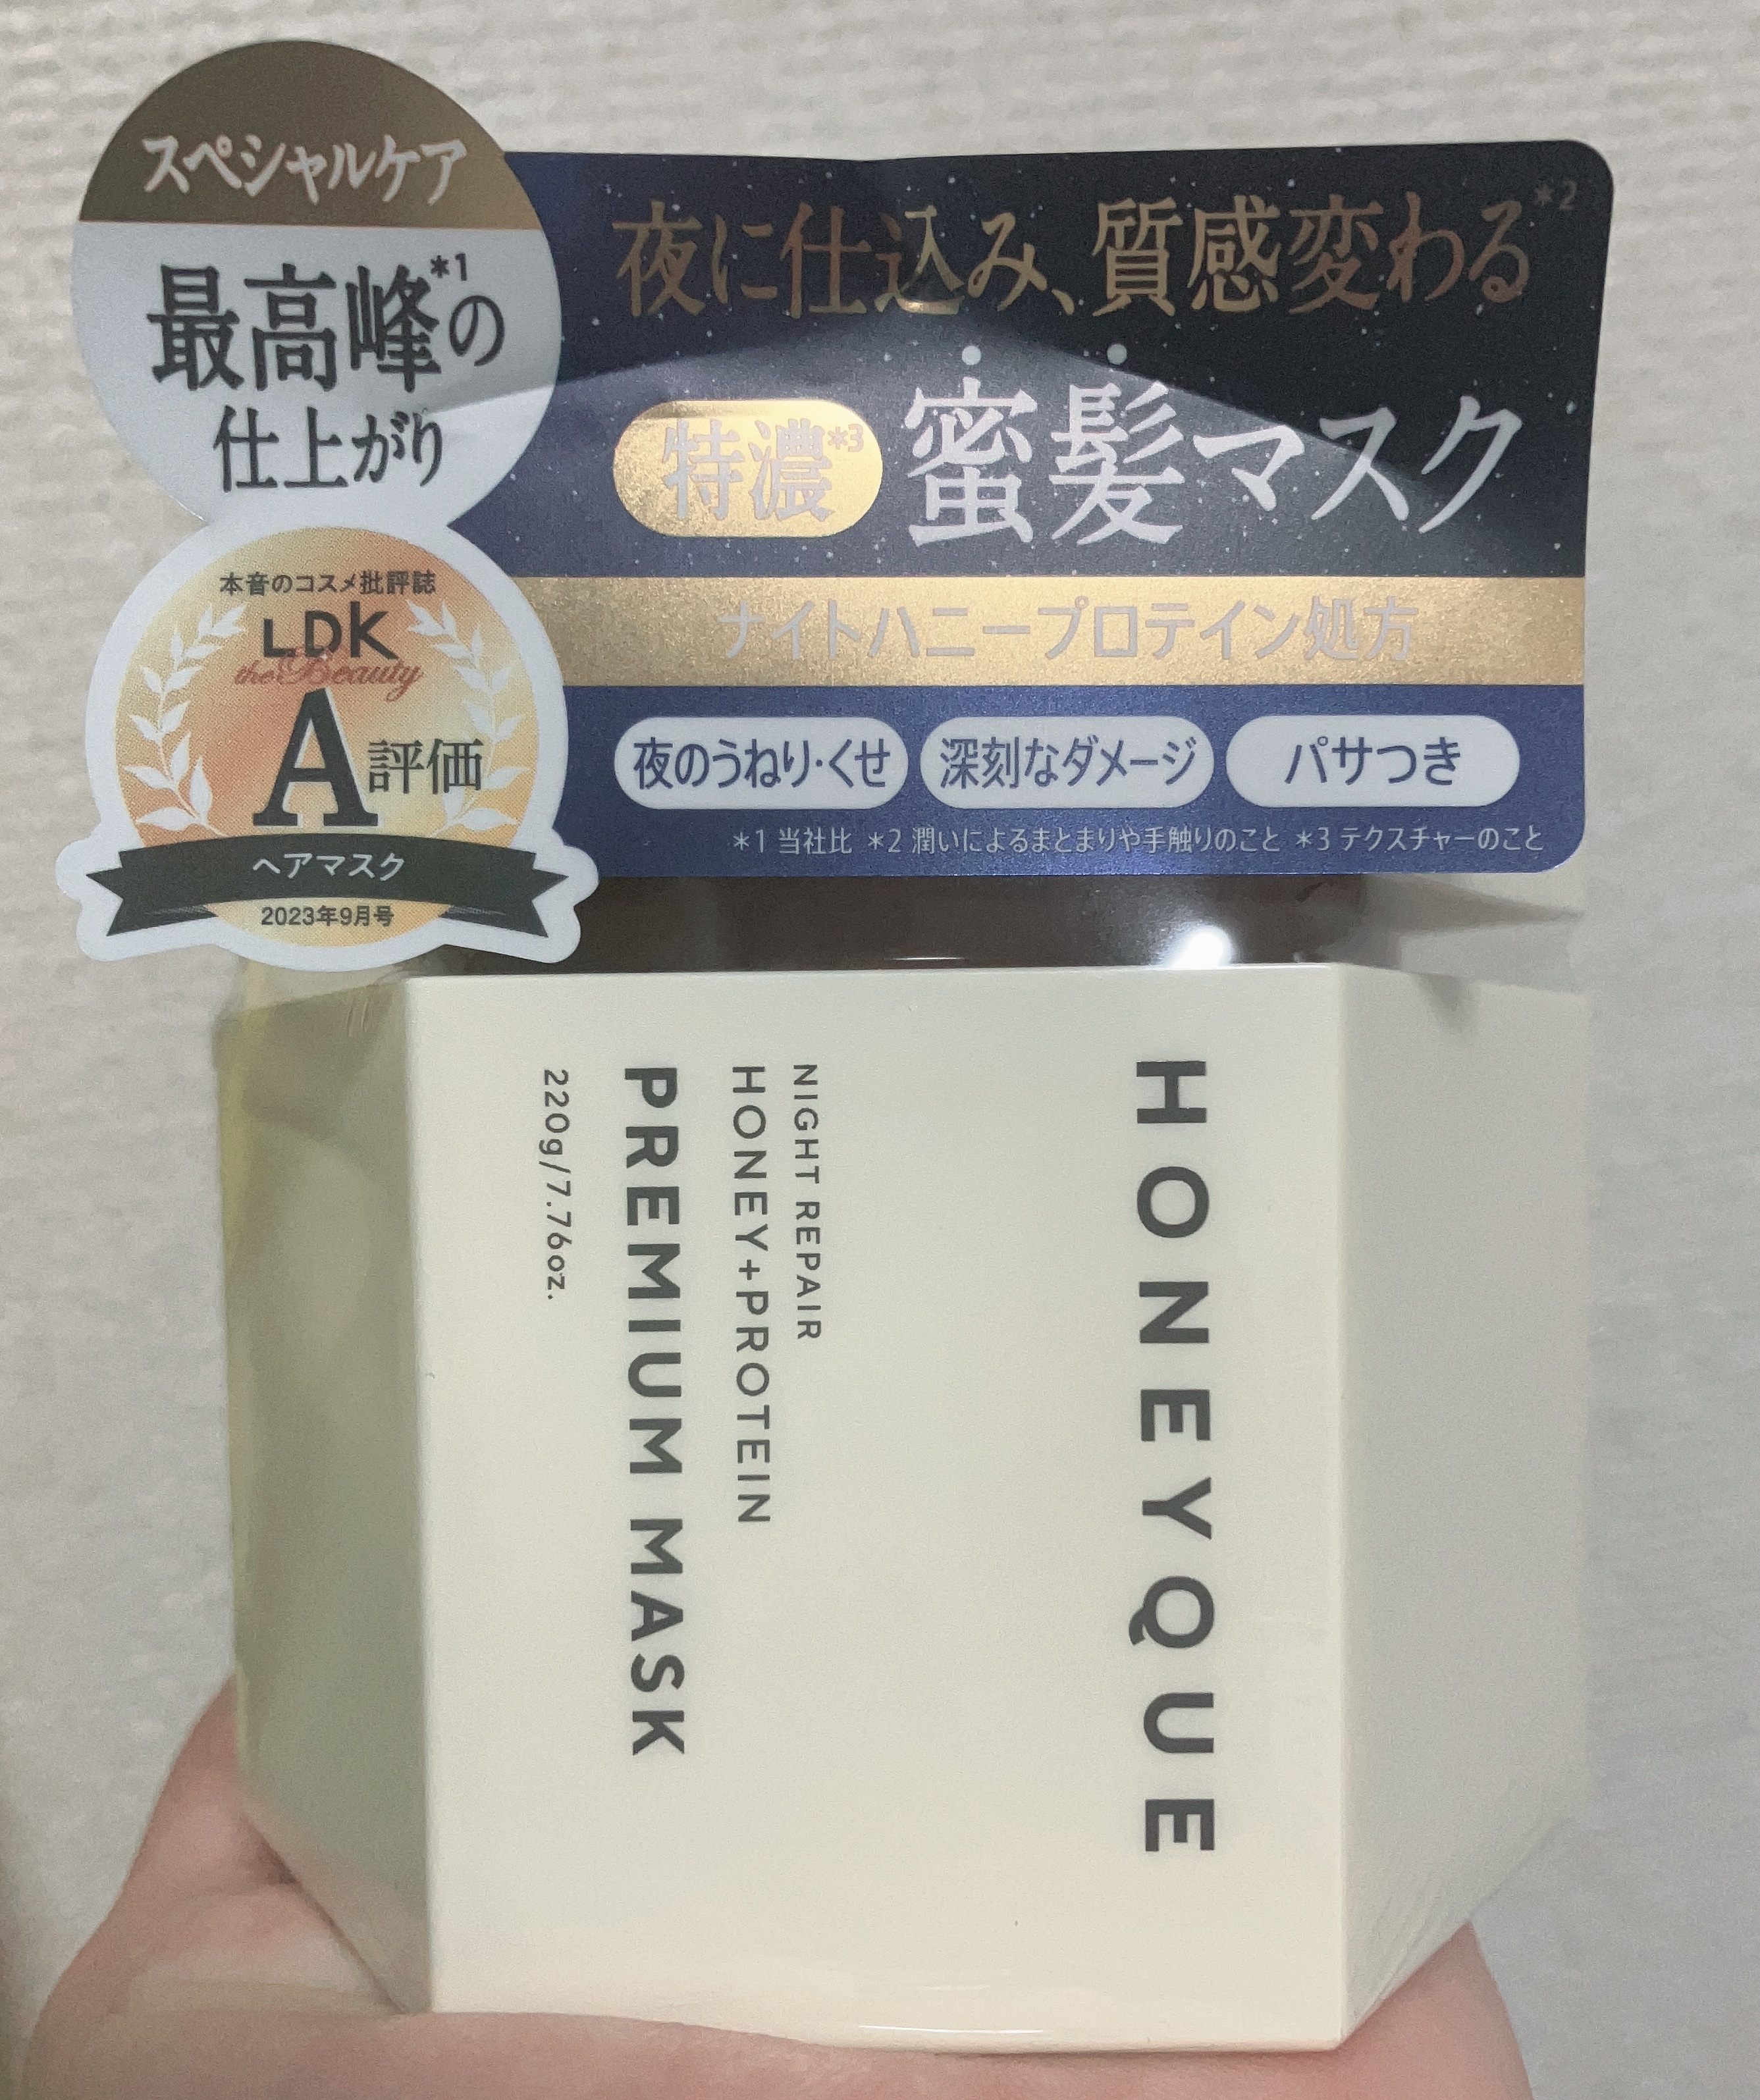 スペシャルケア
最高峰*1の
仕上がり
本音のコスメ批評誌
LDK
the Beauty
A評価
ヘアマスク
2023年9月号
夜に仕込み、質感変わる*2
特濃*3 蜜髪マスク
ナイトハニープロテイン処方
夜のうねり・くせ 深刻なダメージ パサつき
*1 当社比 *2 潤いによるまとまりや手触りのこと *3 テクスチャーのこと
HONEYQUE
NIGHT REPAIR
HONEY+PROTEIN
PREMIUM MASK
220g/7.76oz.